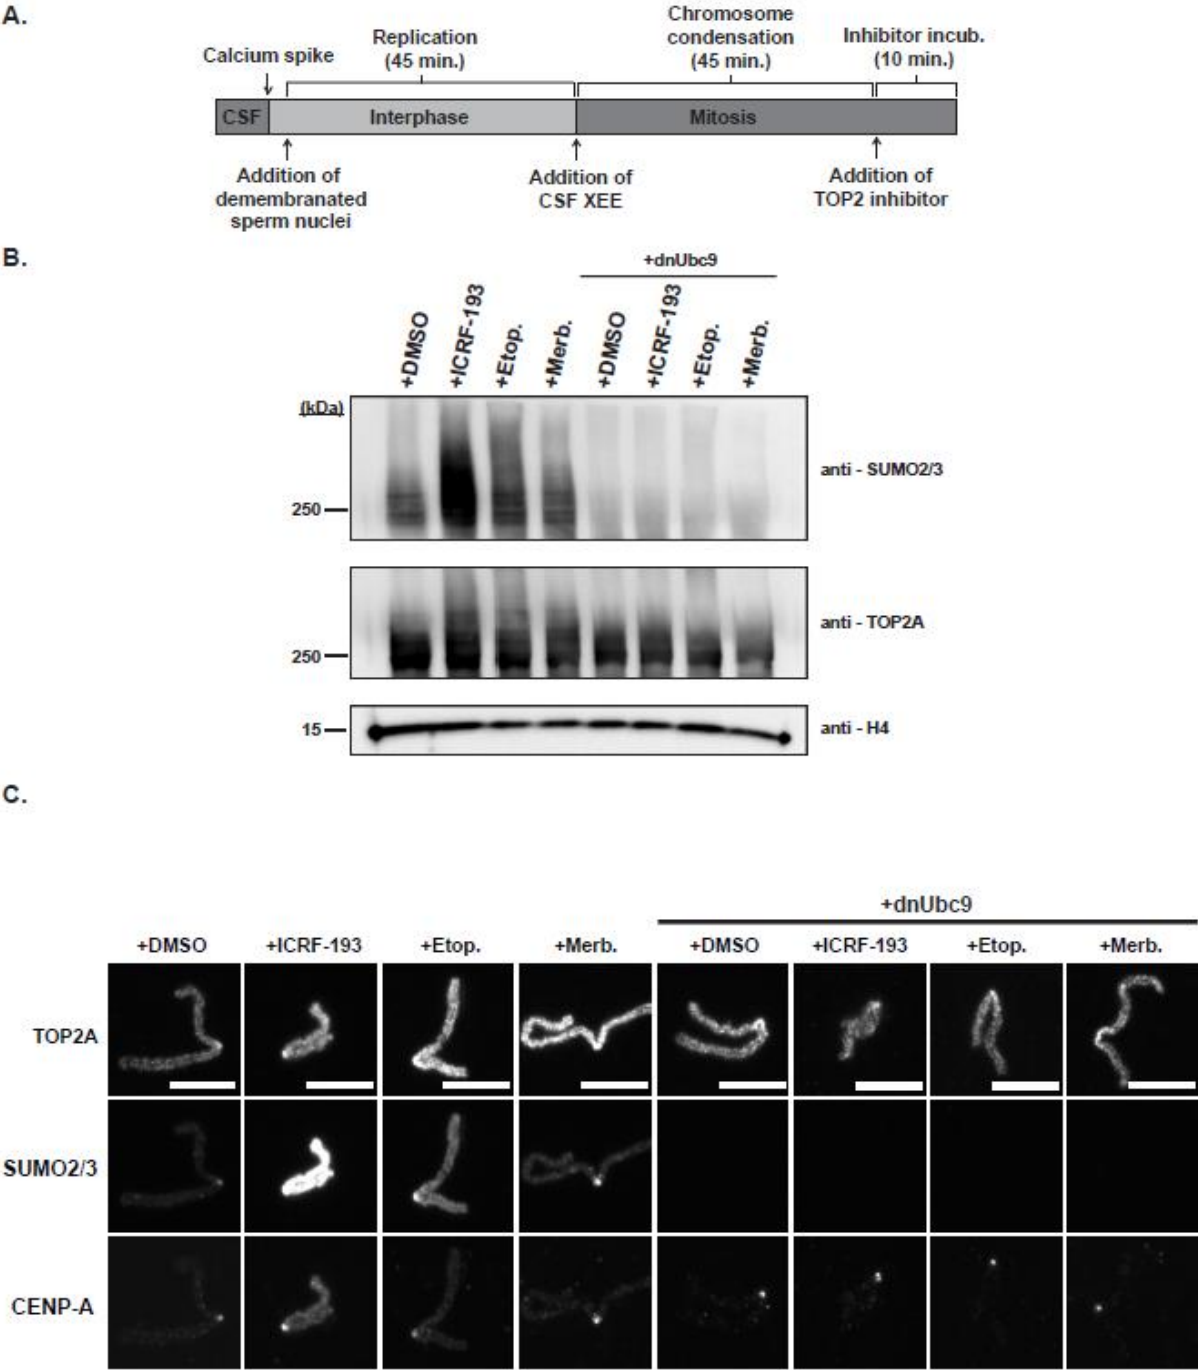 A.
Calcium spike
Replication
(45 min.)
Chromosome
condensation
(45 min.)
Inhibitor incub.
(10 min.)
CSF
Interphase
Mitosis
Addition of
demembranated
sperm nuclei
Addition of
CSF XEE
Addition of
TOP2 inhibitor
B.
+dnUbc9
+DMSO
+ICRF-193
+Etop.
+Merb.
+DMSO
+ICRF-193
+Etop.
+Merb.
(kDa)
250
anti - SUMO2/3
250
anti - TOP2A
15
anti - H4
C.
+dnUbc9
+DMSO
+ICRF-193
+Etop.
+Merb.
+DMSO
+ICRF-193
+Etop.
+Merb.
TOP2A
SUMO2/3
CENP-A